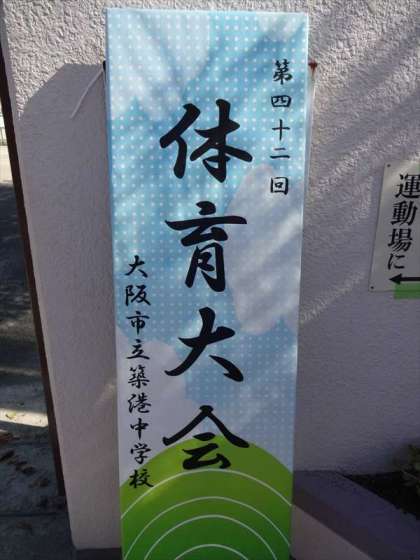 第四十二回
体育大会
大阪市立築港中学校
運動場に
←